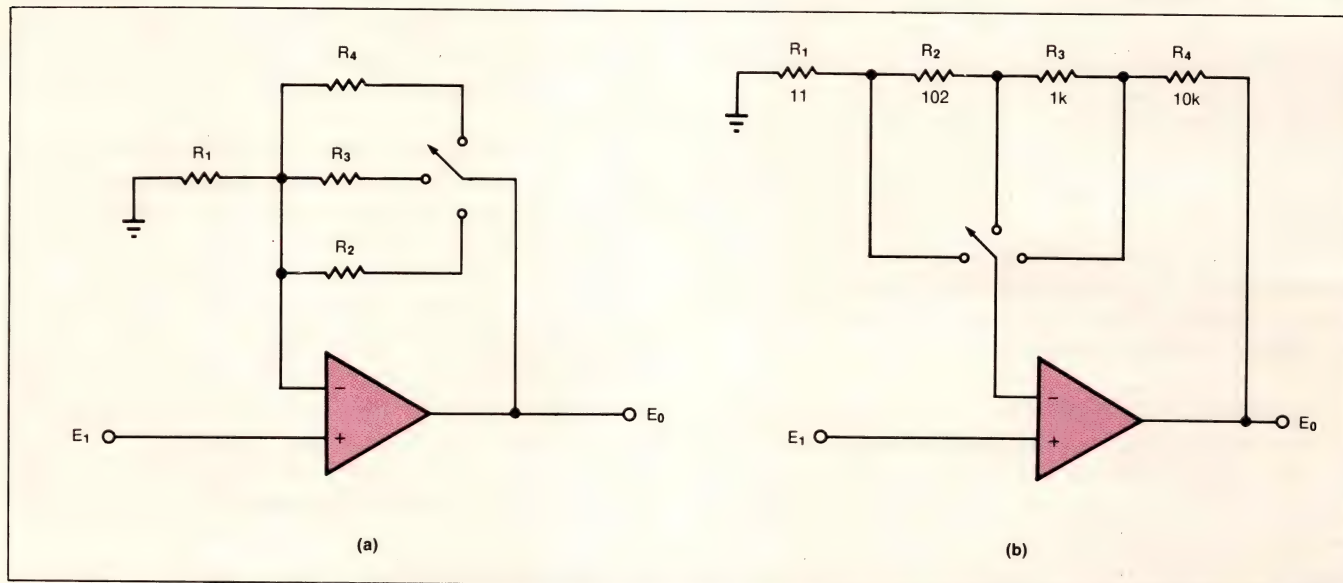 R₄
R₁
R₃
R₂
−
+
E₁
E₀
(a)
R₁
R₂
R₃
R₄
11
102
1k
10k
−
+
E₁
E₀
(b)